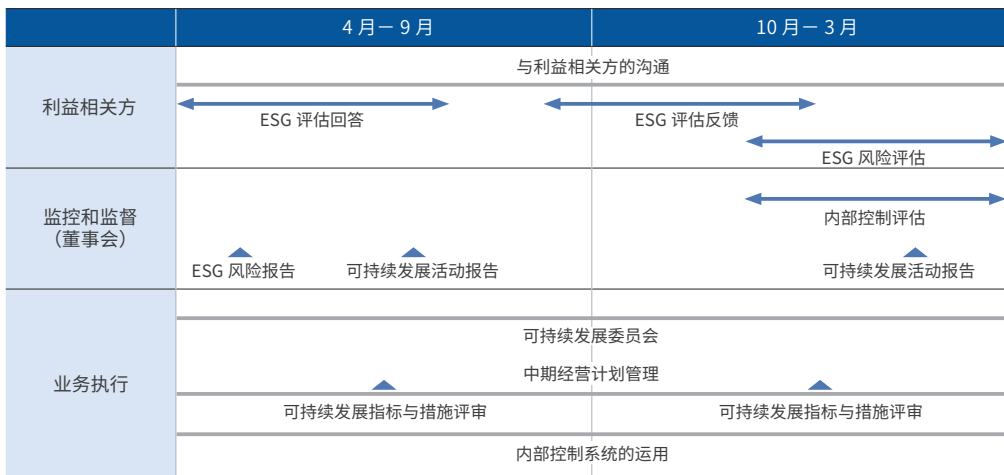 4 月－ 9 月
10 月－ 3 月
利益相关方
与利益相关方的沟通
ESG 评估回答
ESG 评估反馈
ESG 风险评估
监控和监督
（董事会）
内部控制评估
ESG 风险报告
可持续发展活动报告
可持续发展活动报告
业务执行
可持续发展委员会
中期经营计划管理
可持续发展指标与措施评审
可持续发展指标与措施评审
内部控制系统的运用